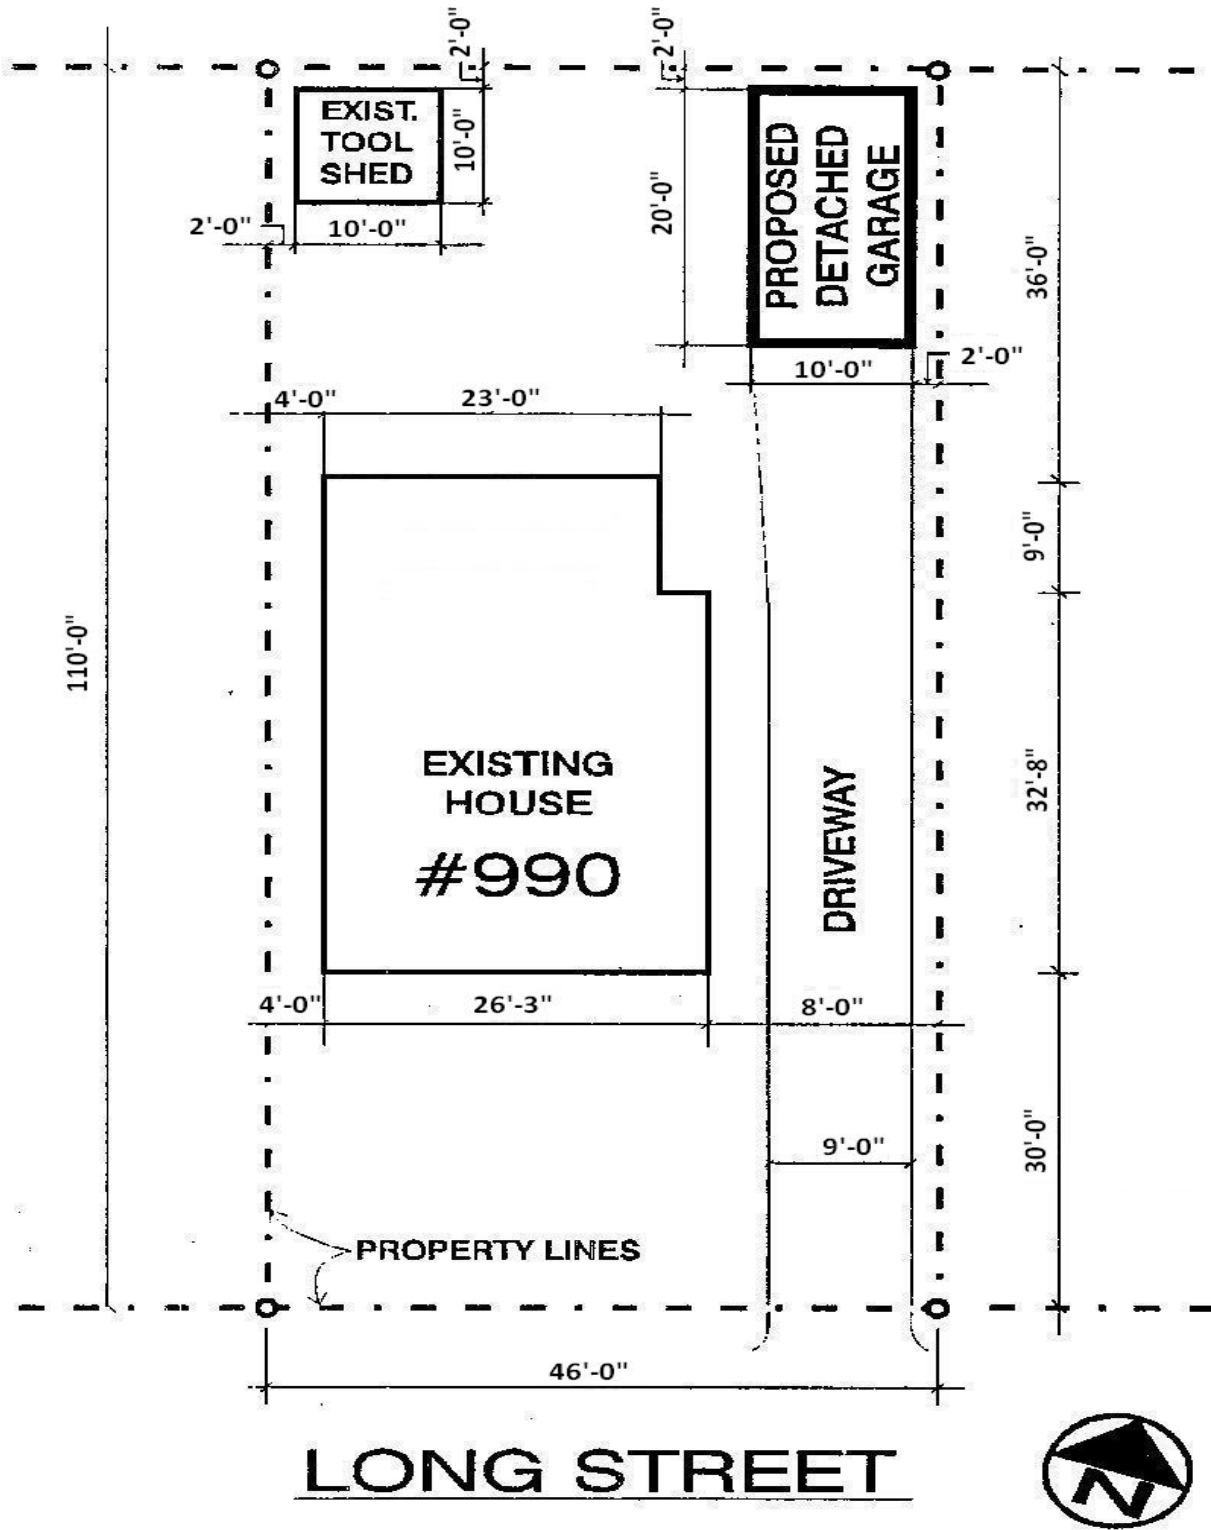 2'-0"
2'-0"
EXIST.
TOOL
SHED
10'-0"
PROPOSED
DETACHED
GARAGE
20'-0"
2'-0"
10'-0"
36'-0"
10'-0"
2'-0"
4'-0"
23'-0"
9'-0"
110'-0"
EXISTING
HOUSE
#990
DRIVEWAY
32'-8"
4'-0"
26'-3"
8'-0"
9'-0"
30'-0"
PROPERTY LINES
46'-0"
LONG STREET
N